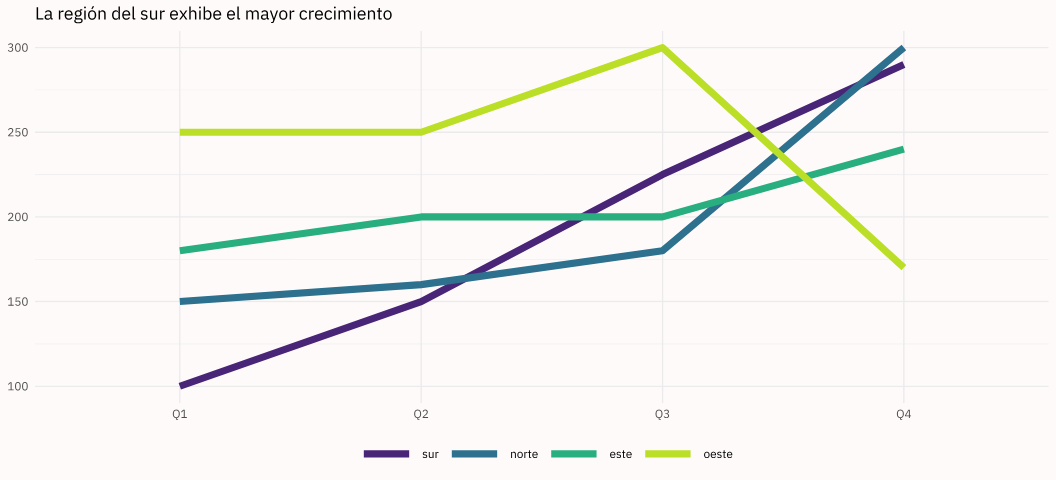 La región del sur exhibe el mayor crecimiento
300
250
200
150
100
Q1 Q2 Q3 Q4
sur norte este oeste